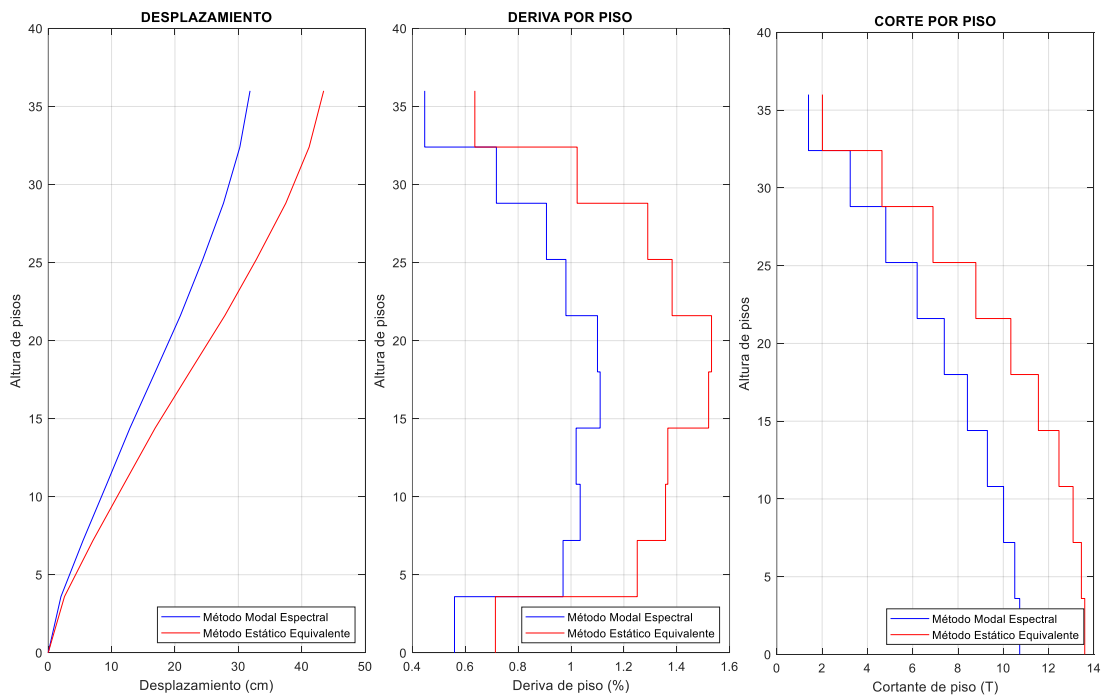 DESPLAZAMIENTO
40
35
30
25
20
15
10
5
0
Altura de pisos
0 10 20 30 40 50
Desplazamiento (cm)
Método Modal Espectral
Método Estático Equivalente
DERIVA POR PISO
40
35
30
25
20
15
10
5
0
Altura de pisos
0.4 0.6 0.8 1 1.2 1.4 1.6
Deriva de piso (%)
Método Modal Espectral
Método Estático Equivalente
CORTE POR PISO
40
35
30
25
20
15
10
5
0
Altura de pisos
0 2 4 6 8 10 12 14
Cortante de piso (T)
Método Modal Espectral
Método Estático Equivalente